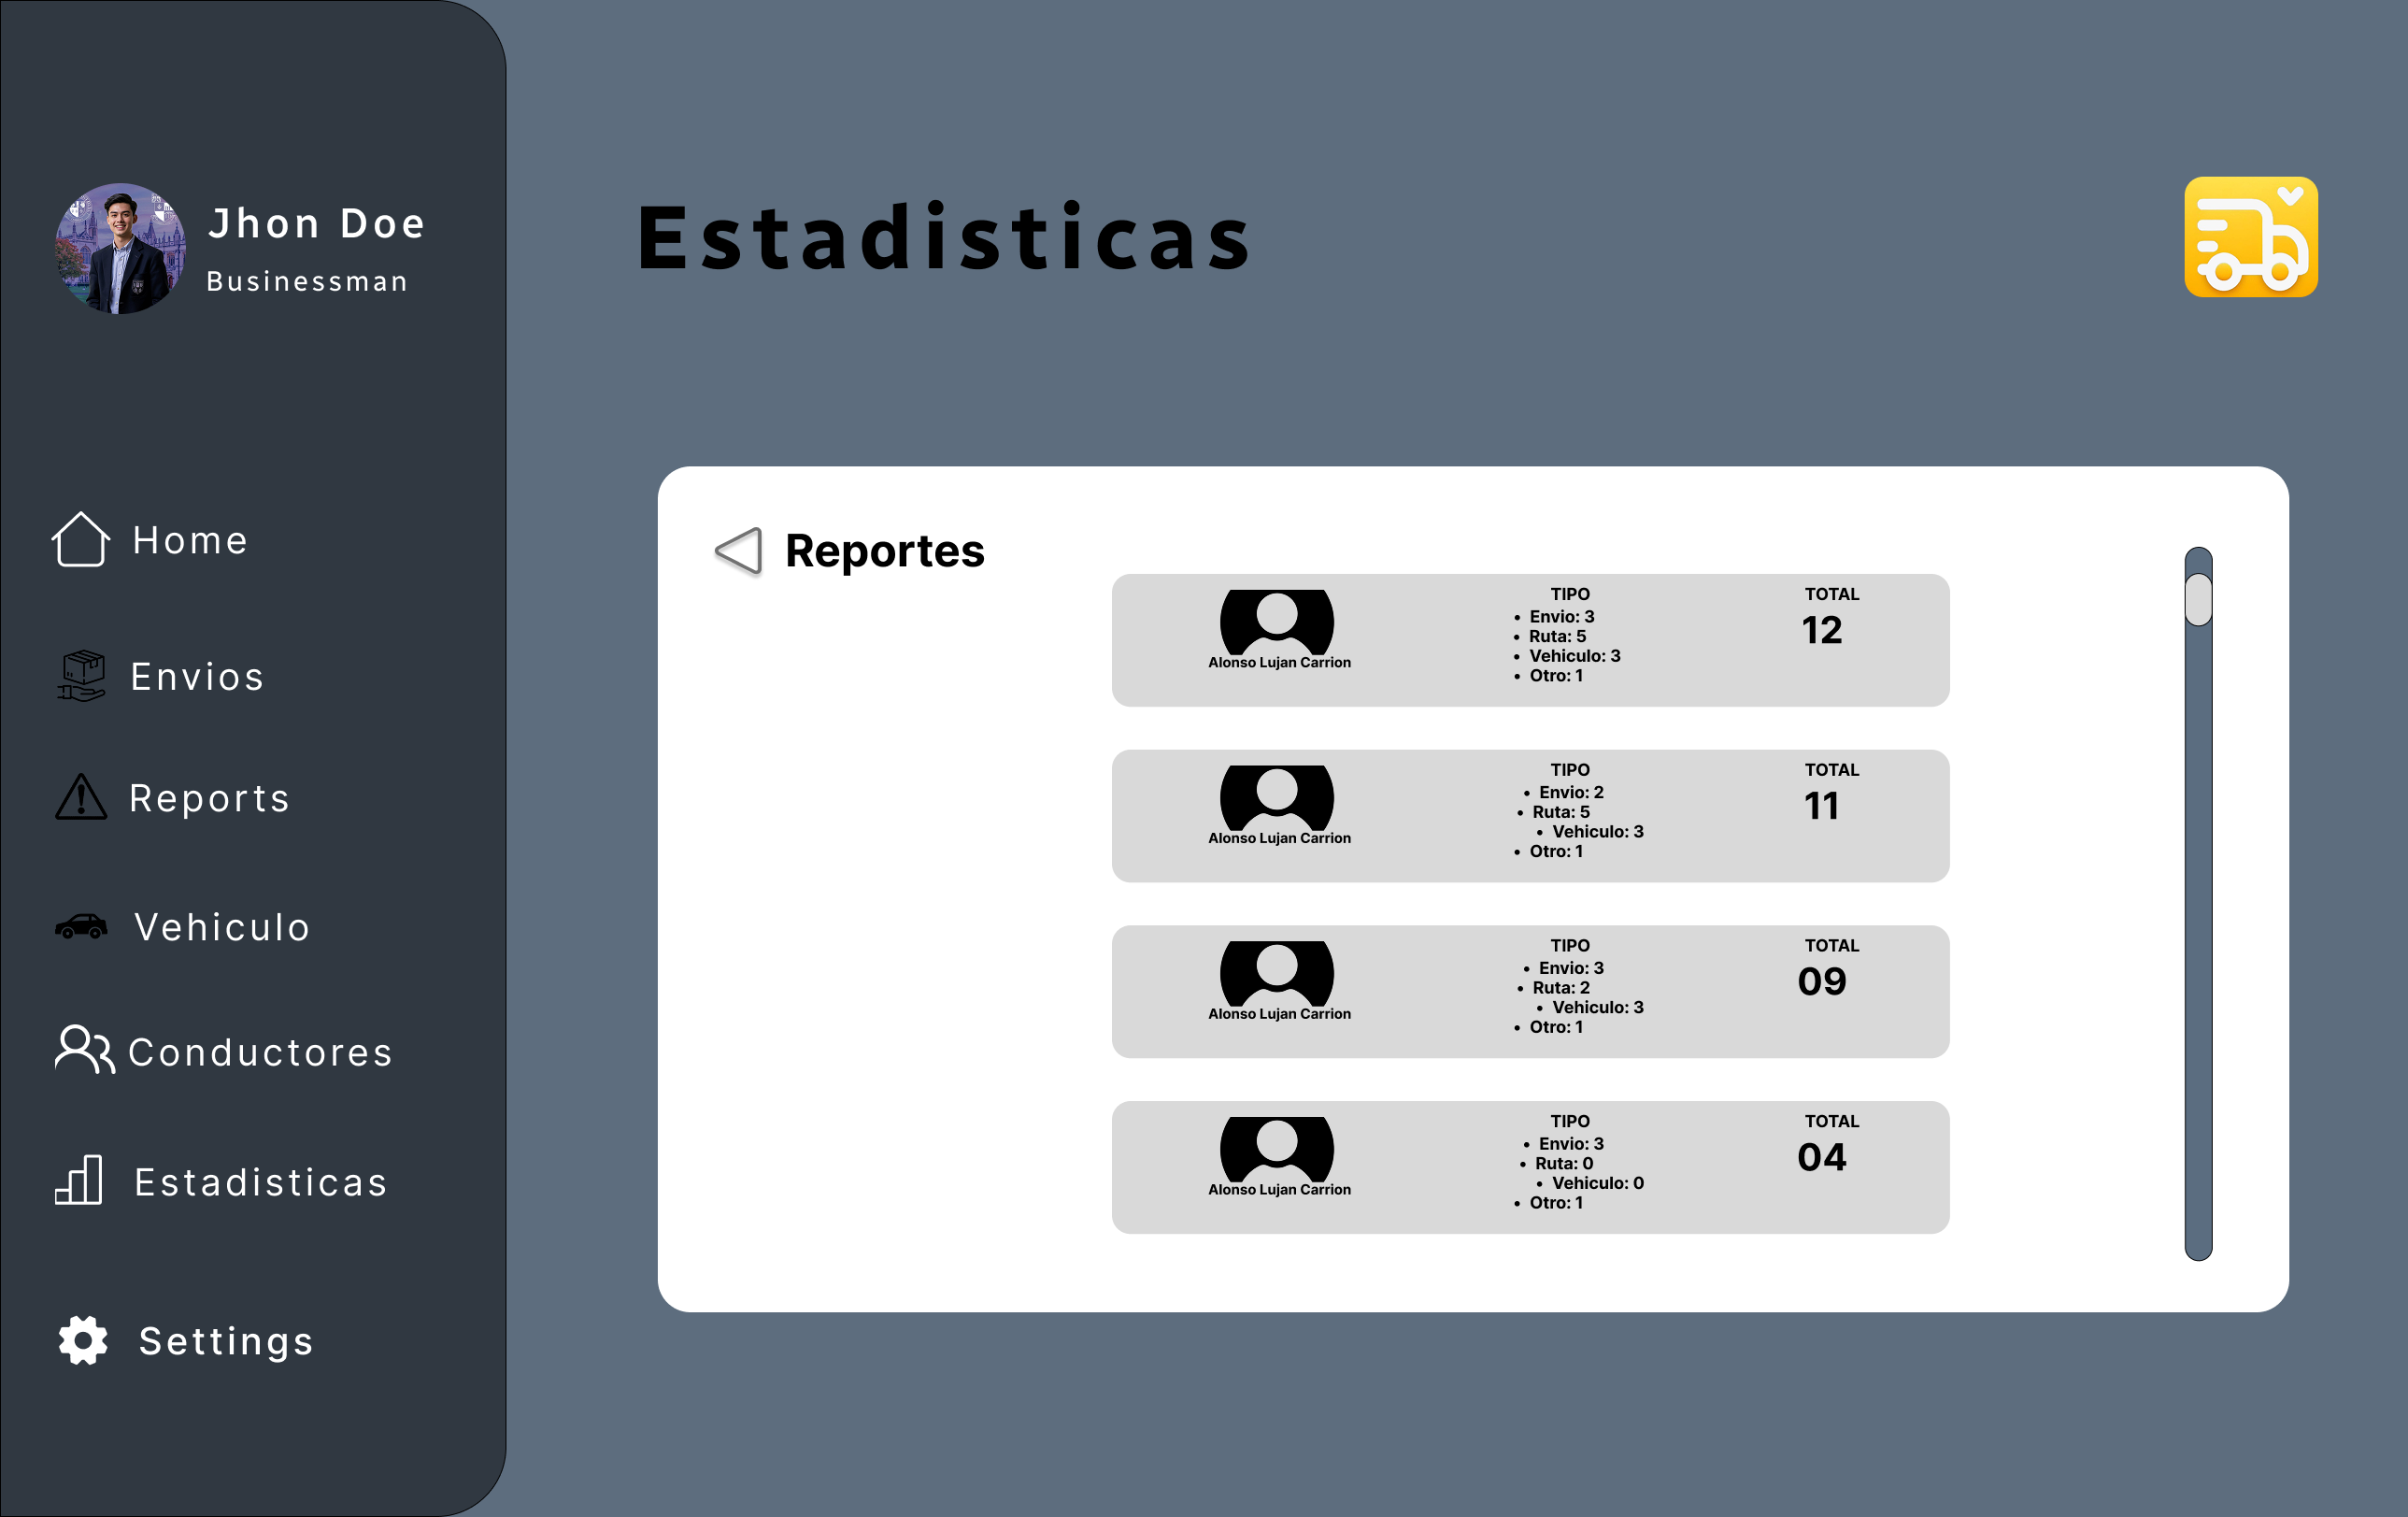 Jhon Doe
Businessman
Home
Envios
Reports
Vehiculo
Conductores
Estadisticas
Settings
Estadisticas
Reportes
Alonso Lujan Carrion
TIPO
• Envio: 3
• Ruta: 5
• Vehiculo: 3
• Otro: 1
TOTAL
12
Alonso Lujan Carrion
TIPO
• Envio: 2
• Ruta: 5
• Vehiculo: 3
• Otro: 1
TOTAL
11
Alonso Lujan Carrion
TIPO
• Envio: 3
• Ruta: 2
• Vehiculo: 3
• Otro: 1
TOTAL
09
Alonso Lujan Carrion
TIPO
• Envio: 3
• Ruta: 0
• Vehiculo: 0
• Otro: 1
TOTAL
04